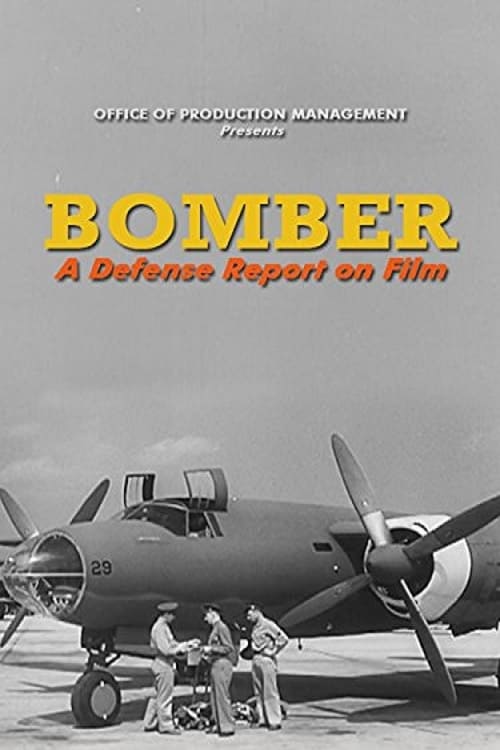 OFFICE OF PRODUCTION MANAGEMENT
Presents
BOMBER
A Defense Report on Film
29